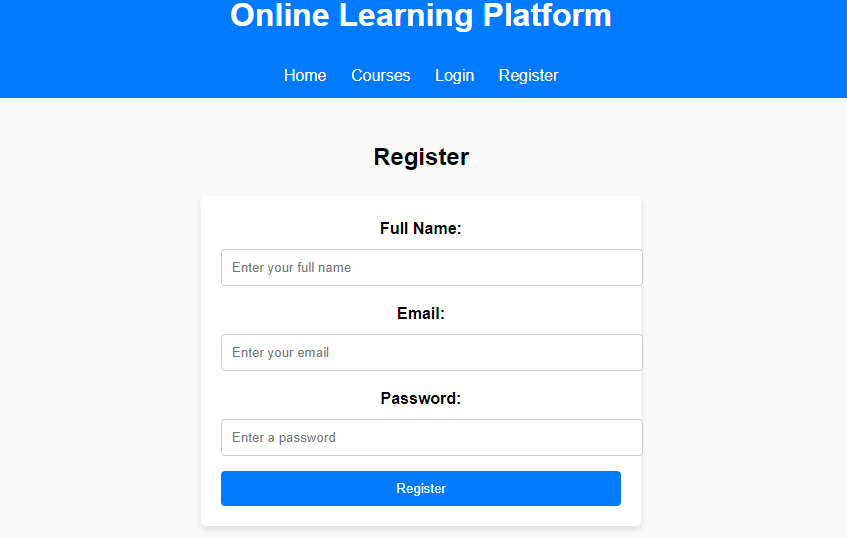 Online Learning Platform
Home Courses Login Register
Register
Full Name:
Enter your full name
Email:
Enter your email
Password:
Enter a password
Register